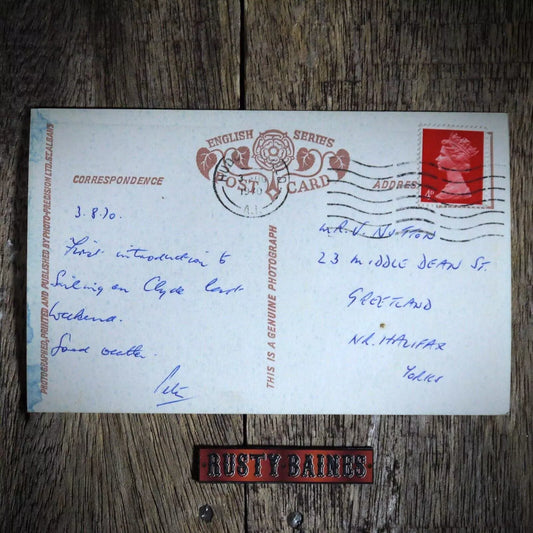 ENGLISH SERIES
POST CARD
CORRESPONDENCE
ADDRESS
3.8.70.
First introduction to
Sailing on Clyde last
weekend.
Good weather.
Peter
MR. V. NUTTON
23 MIDDLE DEAN ST.
GREETLAND
NR. HALIFAX
YORKS
THIS IS A GENUINE PHOTOGRAPH
PHOTOGRAPHED, PRINTED AND PUBLISHED BY PHOTO-PRECISION LTD. ST. ALBANS
RUSTY BAINES